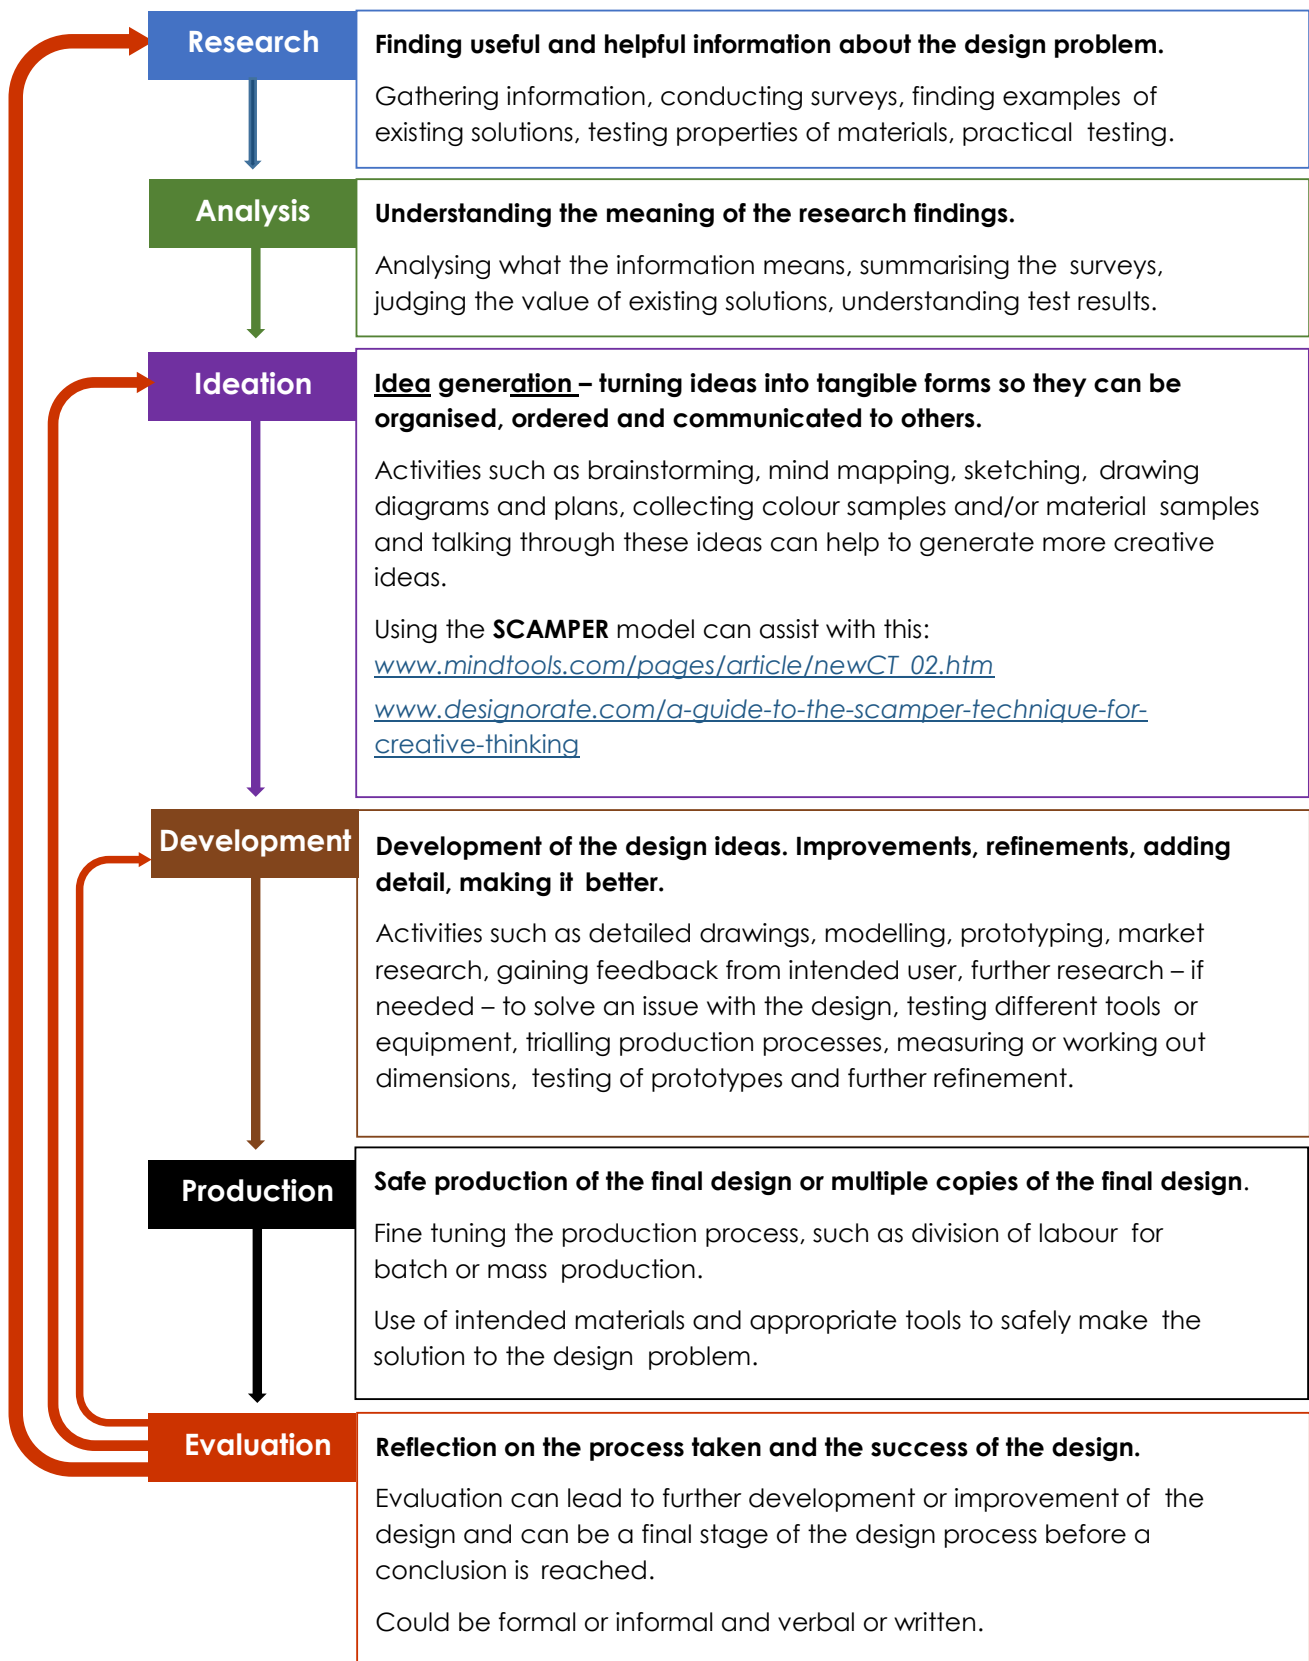 Research
Finding useful and helpful information about the design problem.
Gathering information, conducting surveys, finding examples of
existing solutions, testing properties of materials, practical testing.
Analysis
Understanding the meaning of the research findings.
Analysing what the information means, summarising the surveys,
judging the value of existing solutions, understanding test results.
Ideation
Idea generation – turning ideas into tangible forms so they can be
organised, ordered and communicated to others.
Activities such as brainstorming, mind mapping, sketching, drawing
diagrams and plans, collecting colour samples and/or material samples
and talking through these ideas can help to generate more creative
ideas.
Using the SCAMPER model can assist with this:
www.mindtools.com/pages/article/newCT_02.htm
www.designorate.com/a-guide-to-the-scamper-technique-for-
creative-thinking
Development
Development of the design ideas. Improvements, refinements, adding
detail, making it better.
Activities such as detailed drawings, modelling, prototyping, market
research, gaining feedback from intended user, further research – if
needed – to solve an issue with the design, testing different tools or
equipment, trialling production processes, measuring or working out
dimensions, testing of prototypes and further refinement.
Production
Safe production of the final design or multiple copies of the final design.
Fine tuning the production process, such as division of labour for
batch or mass production.
Use of intended materials and appropriate tools to safely make the
solution to the design problem.
Evaluation
Reflection on the process taken and the success of the design.
Evaluation can lead to further development or improvement of the
design and can be a final stage of the design process before a
conclusion is reached.
Could be formal or informal and verbal or written.